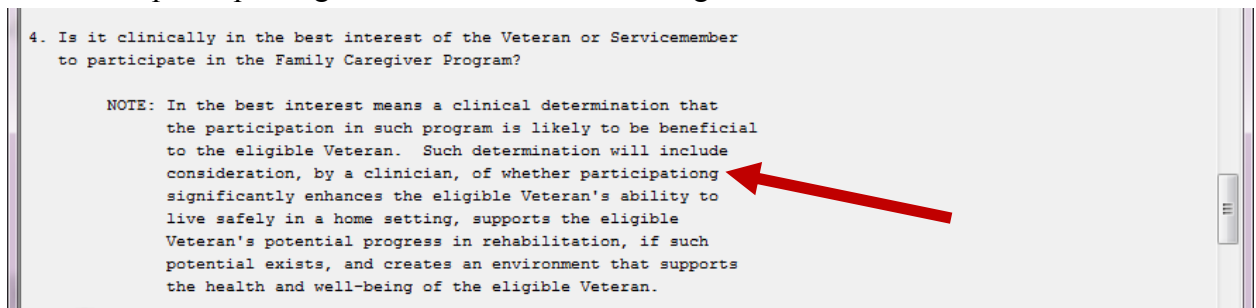 4. Is it clinically in the best interest of the Veteran or Servicemember
to participate in the Family Caregiver Program?
NOTE: In the best interest means a clinical determination that
the participation in such program is likely to be beneficial
to the eligible Veteran. Such determination will include
consideration, by a clinician, of whether participationg
significantly enhances the eligible Veteran's ability to
live safely in a home setting, supports the eligible
Veteran's potential progress in rehabilitation, if such
potential exists, and creates an environment that supports
the health and well-being of the eligible Veteran.